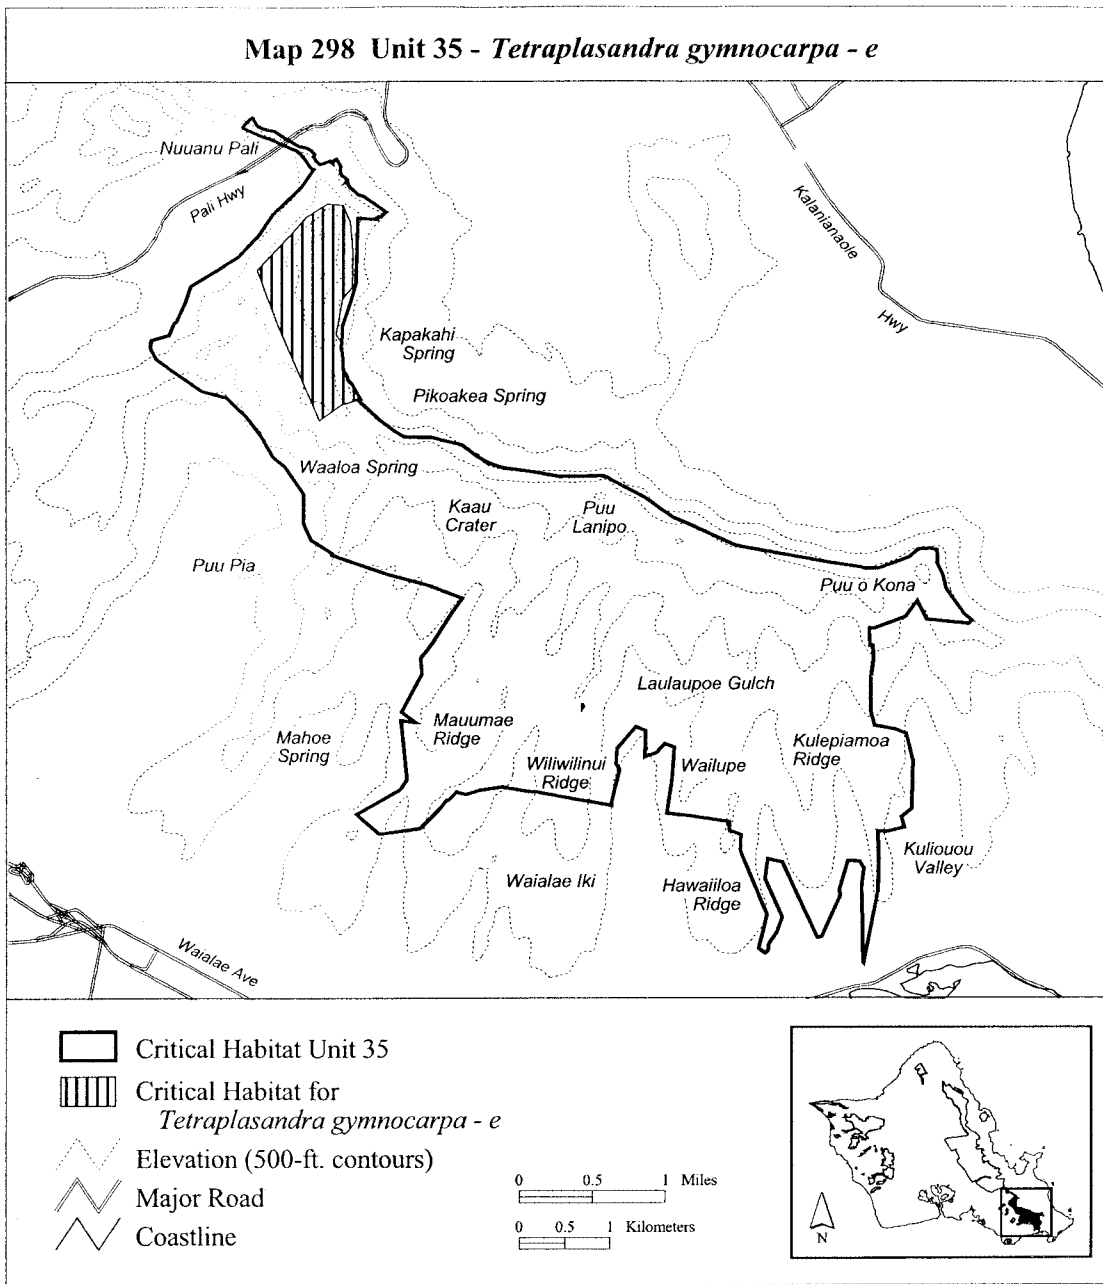 Map 298 Unit 35 - Tetraplasandra gymnocarpa - e
Nuuanu Pali
Pali Hwy
Kalanianaole
Hwy
Kapakahi
Spring
Pikoakea Spring
Waaloa Spring
Kaau
Crater
Puu
Lanipo
Puu Pia
Puu o Kona
Laulaupoe Gulch
Mauumae
Ridge
Mahoe
Spring
Wiliwilinui
Ridge
Wailupe
Kulepiamoa
Ridge
Kuliouou
Valley
Waialae Iki
Hawaiiloa
Ridge
Waialae Ave
Critical Habitat Unit 35
Critical Habitat for
Tetraplasandra gymnocarpa - e
Elevation (500-ft. contours)
Major Road
Coastline
0 0.5 1 Miles
0 0.5 1 Kilometers
N